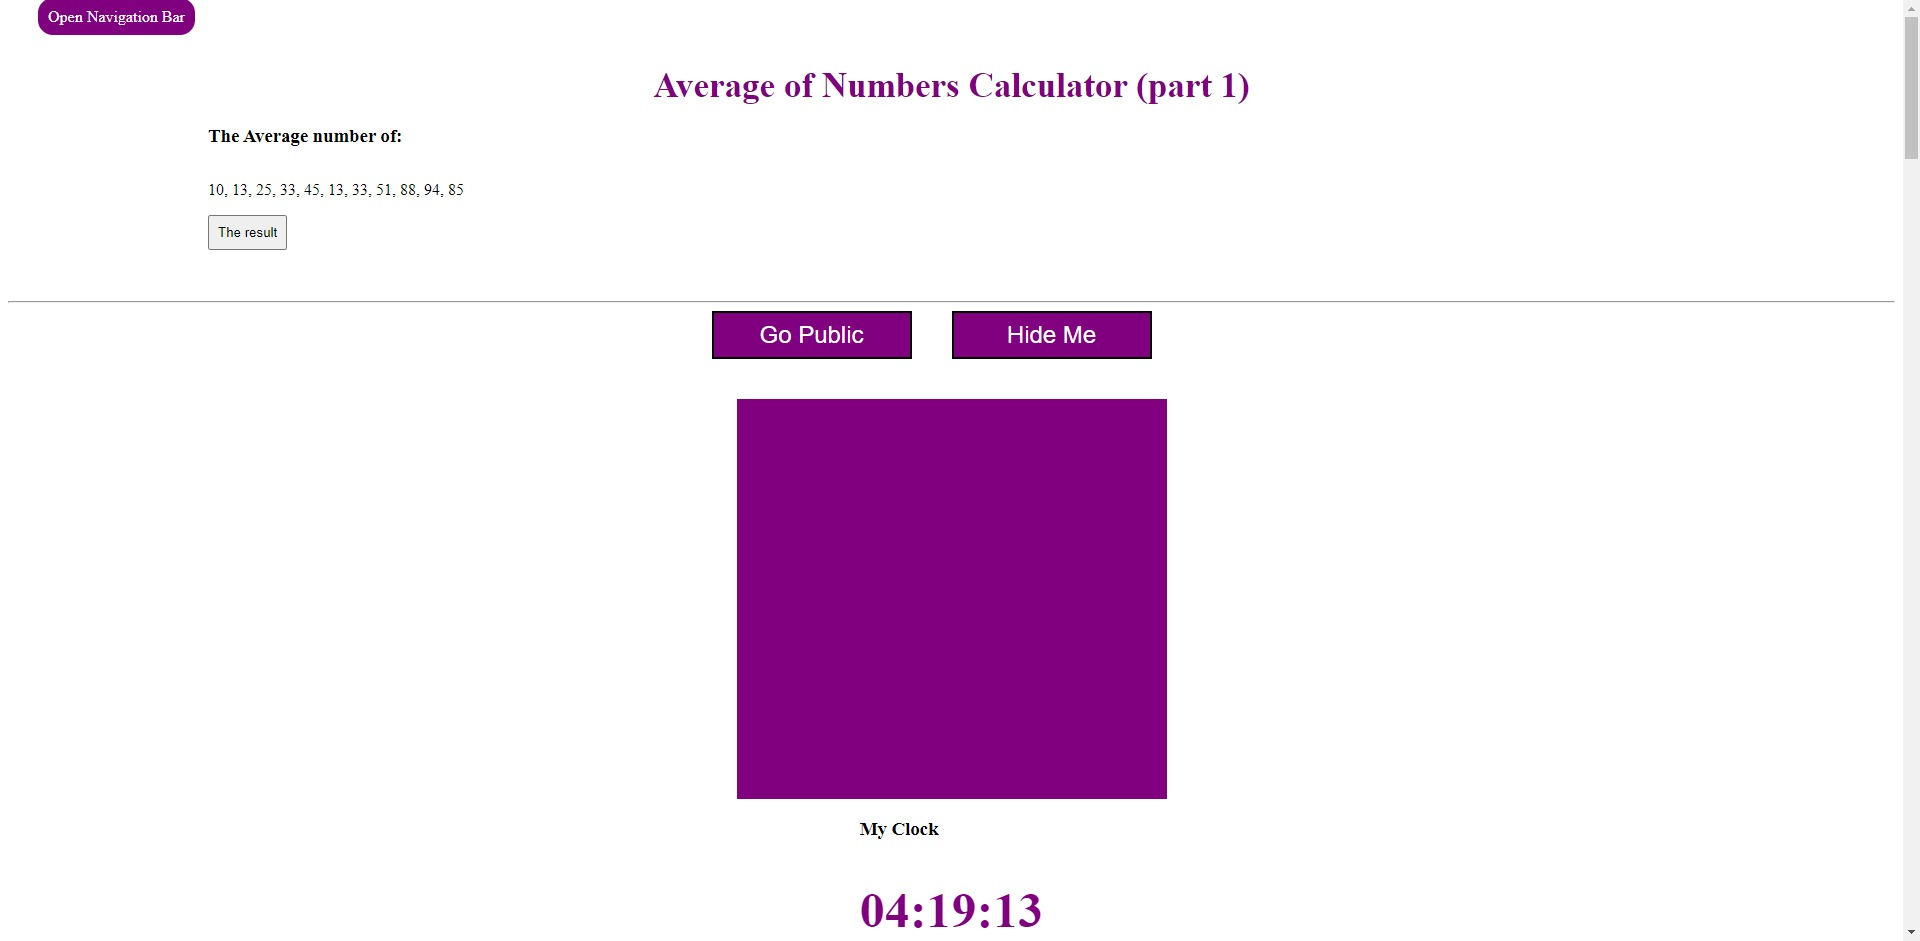 Open Navigation Bar
Average of Numbers Calculator (part 1)
The Average number of:
10, 13, 25, 33, 45, 13, 33, 51, 88, 94, 85
The result
Go Public Hide Me
My Clock
04:19:13